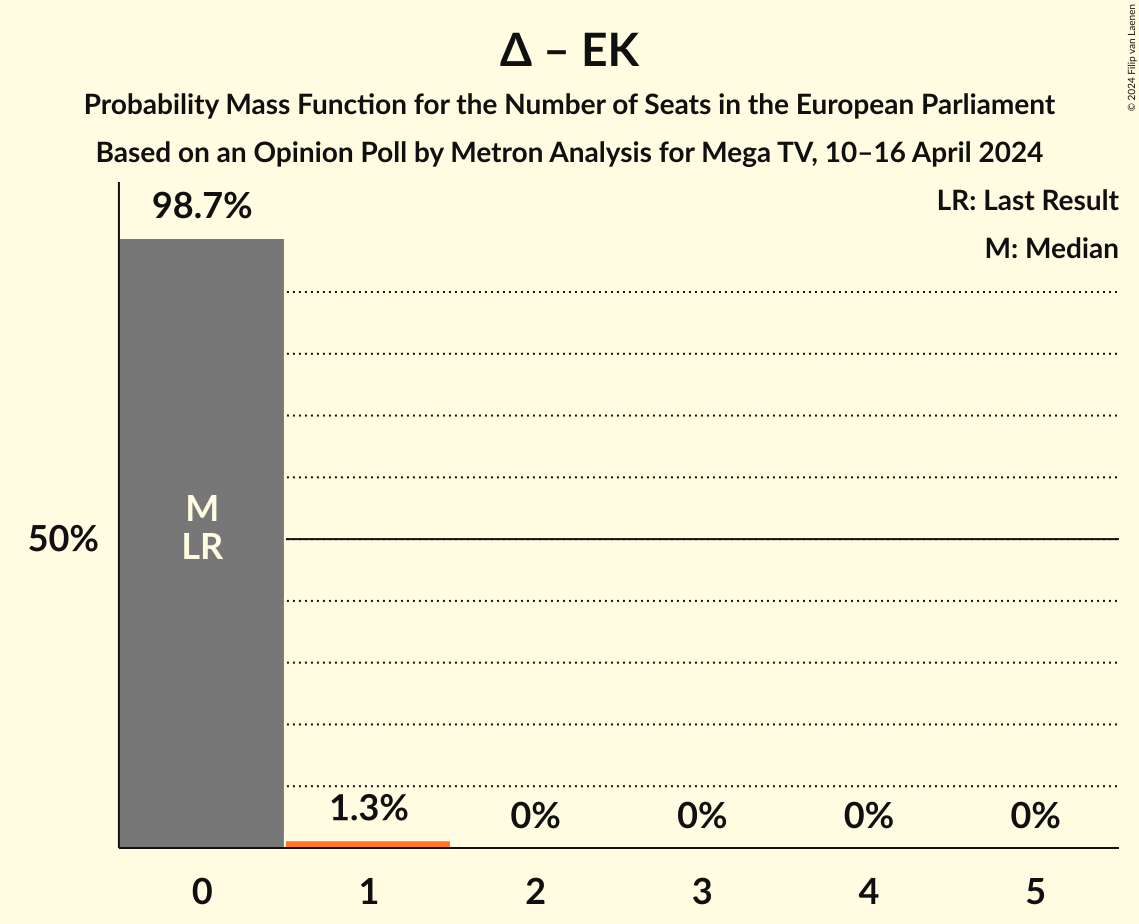 Δ – EK
Probability Mass Function for the Number of Seats in the European Parliament
Based on an Opinion Poll by Metron Analysis for Mega TV, 10–16 April 2024
© 2024 Filip van Laenen
LR: Last Result
M: Median
98.7%
M
LR
50%
1.3%
0%
0%
0%
0%
0
1
2
3
4
5